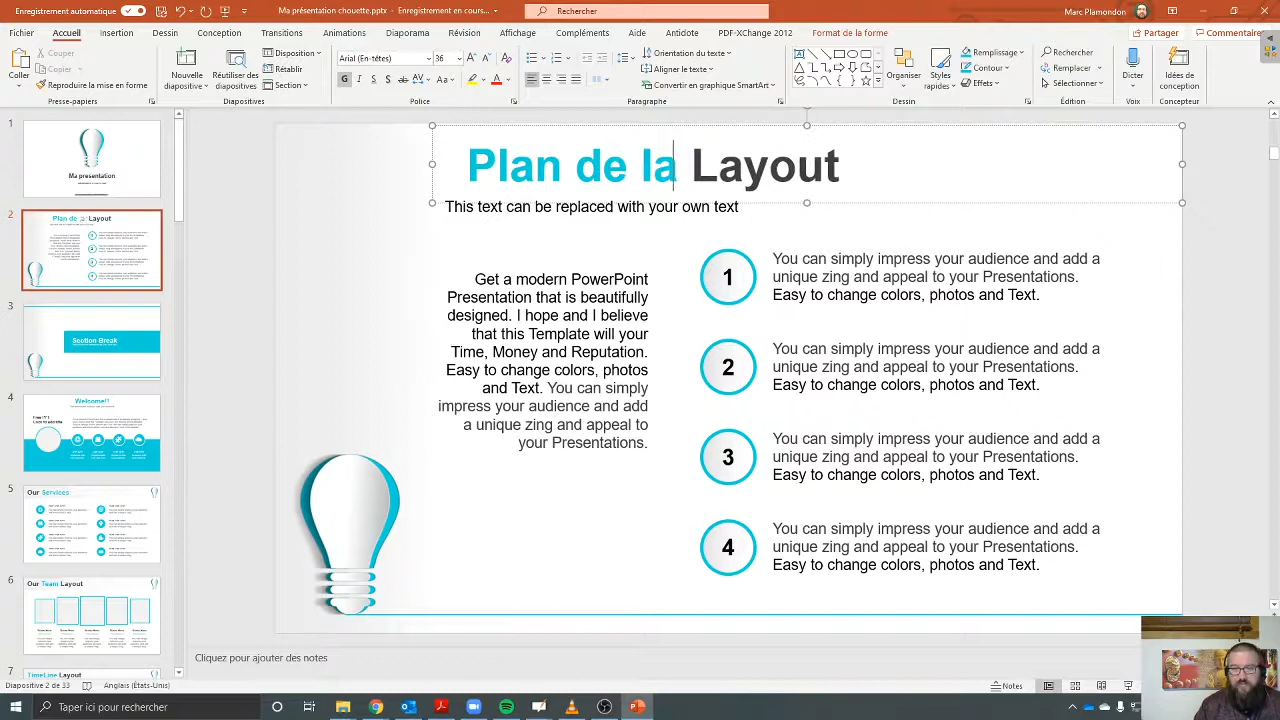 Enregistrement automatique
Ma présentation chouette.pptx - Enregistrement en cours...
Rechercher
Marc Plamondon
Fichier Accueil Insertion Dessin Conception Transitions Animations Diaporama Révision Affichage Compléments Aide Antidote PDF-XChange 2012 Format de la forme
Partager Commentaires
Coller
Couper
Copier
Reproduire la mise en forme
Presse-papiers
Nouvelle diapositive
Réutiliser des Diapositives
Disposition
Rétablir
Section
Diapositives
Arial (En-têtes) 36
G I S S
Police
Orientation du texte
Aligner le texte
Convertir en graphique SmartArt
Paragraphe
Organiser
Styles rapides
Remplissage
Contour
Effets
Dessin
Rechercher
Remplacer
Sélectionner
Édition
Dicter
Voix
Idées de conception
Concepteur
1
Ma présentation
2
Plan de la Layout
1
2
3
4
Section Break
Welcome!!
5
Our Services
6
Our Team Layout
7
TimeLine Layout
Plan de la Layout
This text can be replaced with your own text
Get a modern PowerPoint
Presentation that is beautifully
designed. I hope and I believe
that this Template will your
Time, Money and Reputation.
Easy to change colors, photos
and Text. You can simply
impress your audience and add
a unique zing and appeal to
your Presentations.
1
You can simply impress your audience and add a
unique zing and appeal to your Presentations.
Easy to change colors, photos and Text.
2
You can simply impress your audience and add a
unique zing and appeal to your Presentations.
Easy to change colors, photos and Text.
3
You can simply impress your audience and add a
unique zing and appeal to your Presentations.
Easy to change colors, photos and Text.
4
You can simply impress your audience and add a
unique zing and appeal to your Presentations.
Easy to change colors, photos and Text.
Cliquez pour ajouter des notes
Diapositive 2 de 33
Anglais (États-Unis)
Notes
Taper ici pour rechercher